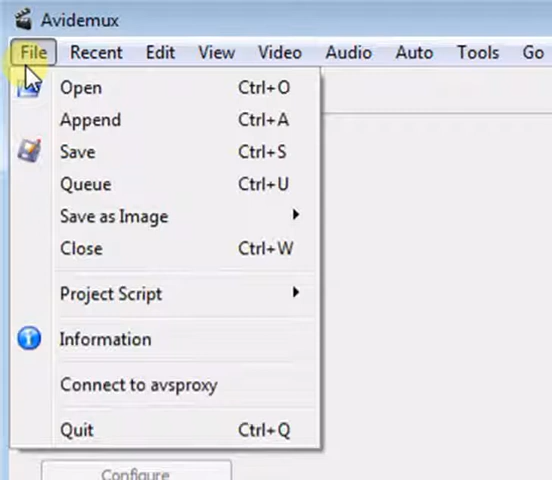 Avidemux
File Recent Edit View Video Audio Auto Tools Go
Open Ctrl+O
Append Ctrl+A
Save Ctrl+S
Queue Ctrl+U
Save as Image
Close Ctrl+W
Project Script
Information
Connect to avsproxy
Quit Ctrl+Q
Configure